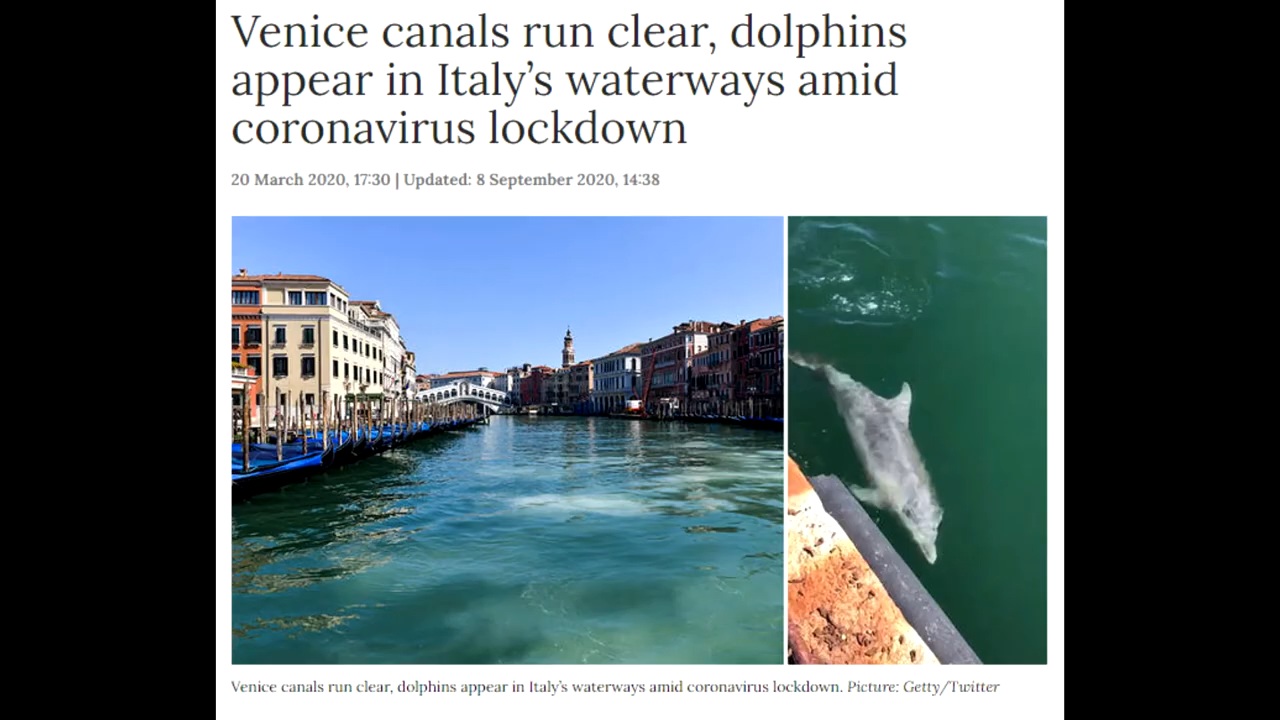 Venice canals run clear, dolphins
appear in Italy’s waterways amid
coronavirus lockdown
20 March 2020, 17:30 | Updated: 8 September 2020, 14:38
Venice canals run clear, dolphins appear in Italy’s waterways amid coronavirus lockdown. Picture: Getty/Twitter